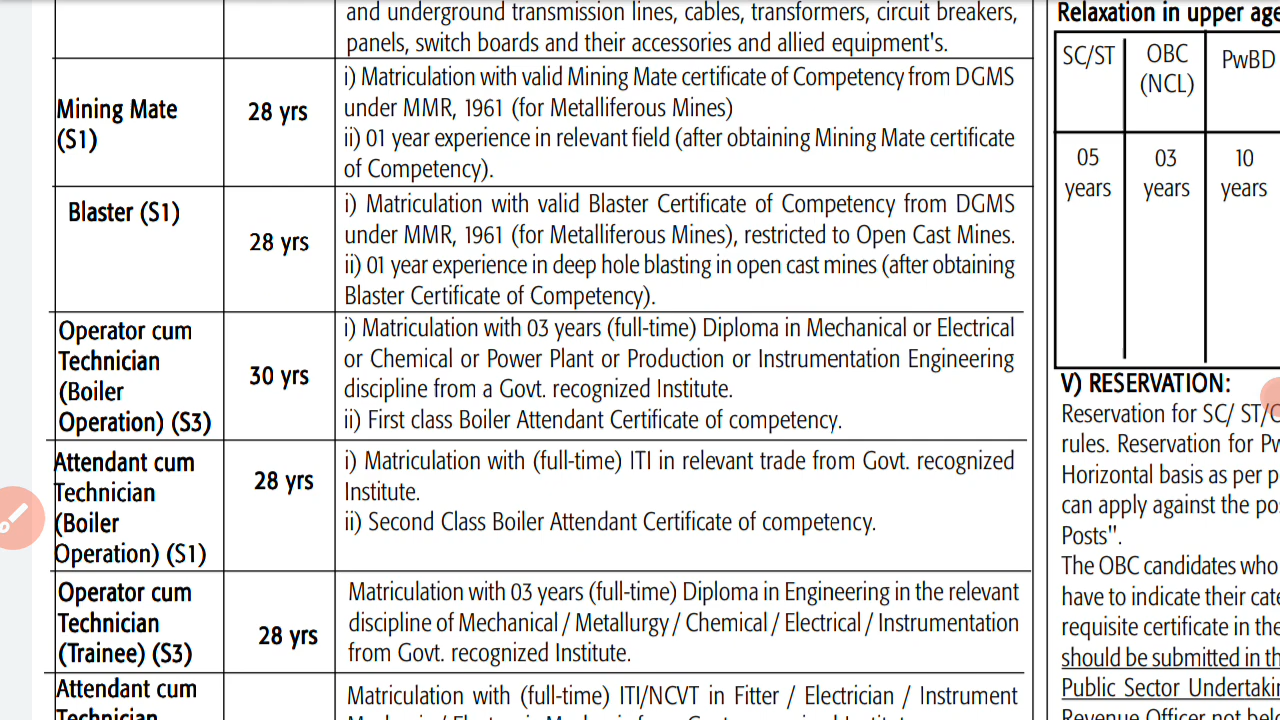 and underground transmission lines, cables, transformers, circuit breakers,
panels, switch boards and their accessories and allied equipment's.
Mining Mate
(S1)
28 yrs
i) Matriculation with valid Mining Mate certificate of Competency from DGMS
under MMR, 1961 (for Metalliferous Mines)
ii) 01 year experience in relevant field (after obtaining Mining Mate certificate
of Competency).
Blaster (S1)
28 yrs
i) Matriculation with valid Blaster Certificate of Competency from DGMS
under MMR, 1961 (for Metalliferous Mines), restricted to Open Cast Mines.
ii) 01 year experience in deep hole blasting in open cast mines (after obtaining
Blaster Certificate of Competency).
Operator cum
Technician
(Boiler
Operation) (S3)
30 yrs
i) Matriculation with 03 years (full-time) Diploma in Mechanical or Electrical
or Chemical or Power Plant or Production or Instrumentation Engineering
discipline from a Govt. recognized Institute.
ii) First class Boiler Attendant Certificate of competency.
Attendant cum
Technician
(Boiler
Operation) (S1)
28 yrs
i) Matriculation with (full-time) ITI in relevant trade from Govt. recognized
Institute.
ii) Second Class Boiler Attendant Certificate of competency.
Operator cum
Technician
(Trainee) (S3)
28 yrs
Matriculation with 03 years (full-time) Diploma in Engineering in the relevant
discipline of Mechanical / Metallurgy / Chemical / Electrical / Instrumentation
from Govt. recognized Institute.
Attendant cum
Technician
Matriculation with (full-time) ITI/NCVT in Fitter / Electrician / Instrument
Relaxation in upper age
SC/ST
OBC
(NCL)
PwBD
05
years
03
years
10
years
V) RESERVATION:
Reservation for SC/ ST/
rules. Reservation for
Horizontal basis as per
can apply against the
Posts".
The OBC candidates who
have to indicate their
requisite certificate in the
should be submitted in
Public Sector
Revenue Officer not